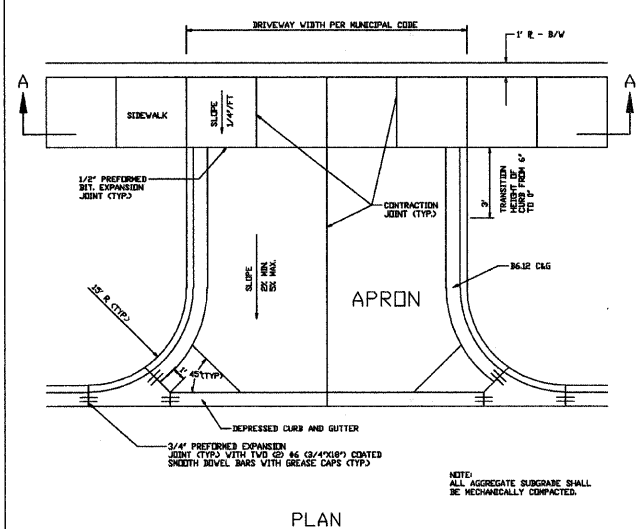 DRIVEWAY WIDTH PER MUNICIPAL CODE
1' ℞ - B/W
A
A
SIDEWALK
SLOPE
1/4"/FT
1/2" PREFORMED
BIT. EXPANSION
JOINT (TYP.)
CONTRACTION
JOINT (TYP.)
3'
TRANSITION
HEIGHT OF
CURB FROM 6"
TO 0"
B6.12 C&G
SLOPE
2% MIN.
5% MAX.
APRON
15' R. (TYP.)
1'
45°(TYP)
DEPRESSED CURB AND GUTTER
3/4" PREFORMED EXPANSION
JOINT (TYP.) WITH TWO (2) #6 (3/4"X18") COATED
SMOOTH DOWEL BARS WITH GREASE CAPS (TYP.)
NOTE:
ALL AGGREGATE SUBGRADE SHALL
BE MECHANICALLY COMPACTED.
PLAN